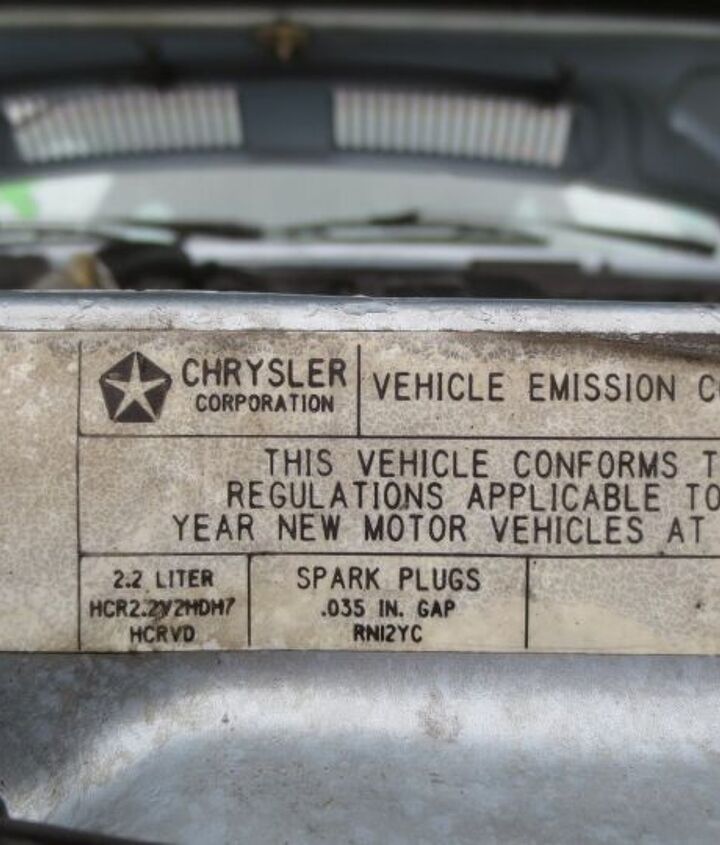 CHRYSLER
CORPORATION
VEHICLE EMISSION
THIS VEHICLE CONFORMS
REGULATIONS APPLICABLE TO
YEAR NEW MOTOR VEHICLES AT
2.2 LITER
HCR2.2V2HDH7
HCRVD
SPARK PLUGS
.035 IN. GAP
RN12YC